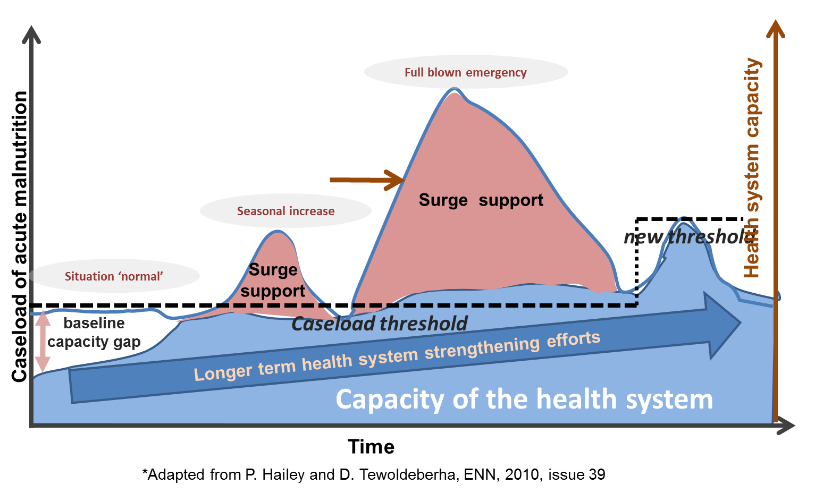 Caseload of acute malnutrition
Health system capacity
Full blown emergency
Seasonal increase
Situation ‘normal’
Surge support
Surge
support
new threshold
baseline
capacity gap
Caseload threshold
Longer term health system strengthening efforts
Capacity of the health system
Time
*Adapted from P. Hailey and D. Tewoldeberha, ENN, 2010, issue 39